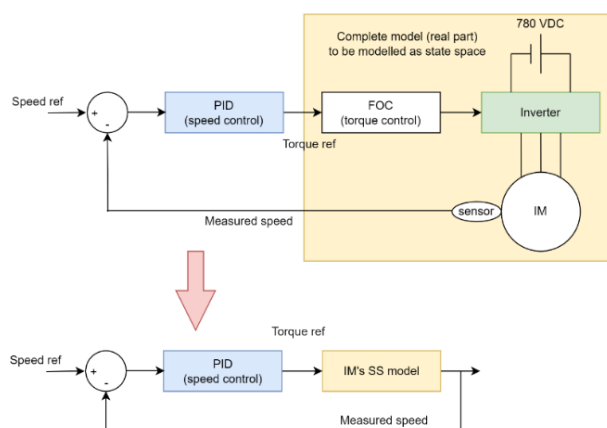 780 VDC
Complete model (real part)
to be modelled as state space
Speed ref
+
-
PID
(speed control)
Torque ref
FOC
(torque control)
Inverter
Measured speed
sensor
IM
Torque ref
Speed ref
+
-
PID
(speed control)
IM's SS model
Measured speed